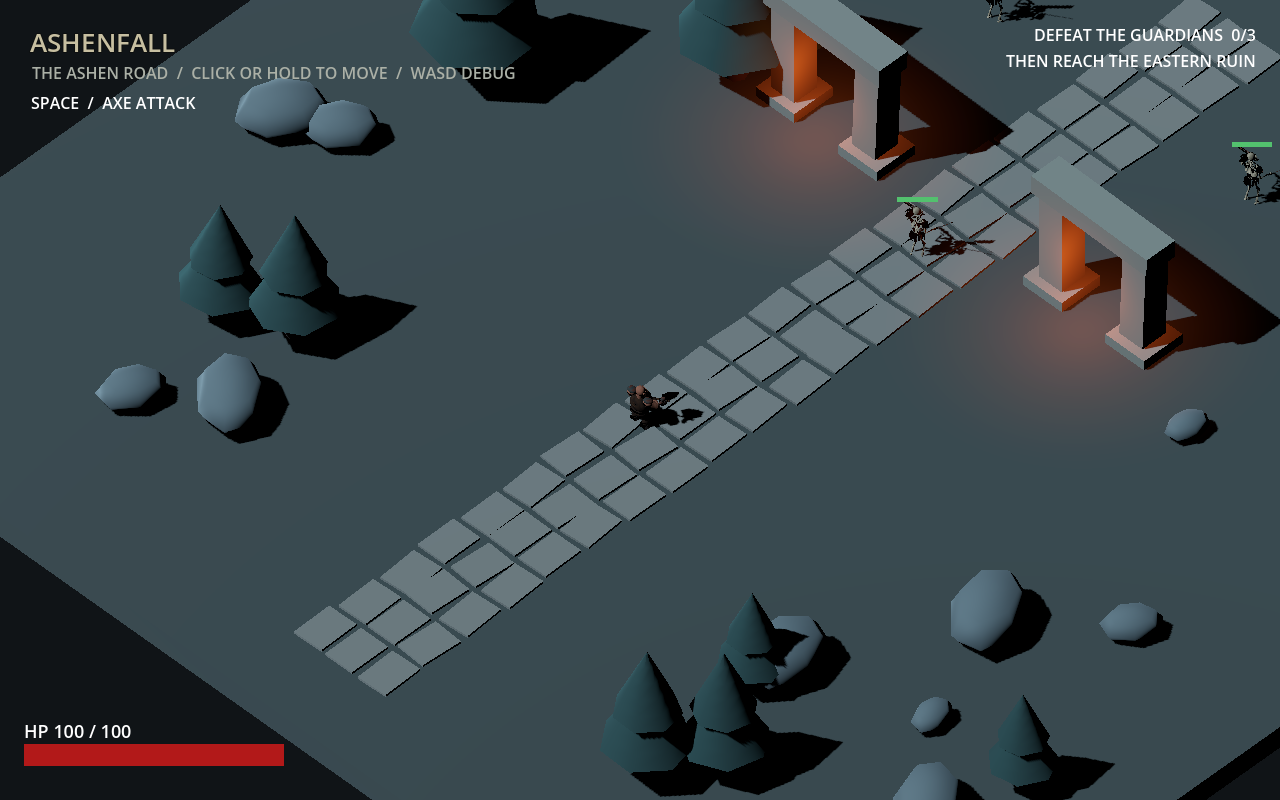 ASHENFALL
THE ASHEN ROAD / CLICK OR HOLD TO MOVE / WASD DEBUG
SPACE / AXE ATTACK
DEFEAT THE GUARDIANS 0/3
THEN REACH THE EASTERN RUIN
HP 100 / 100